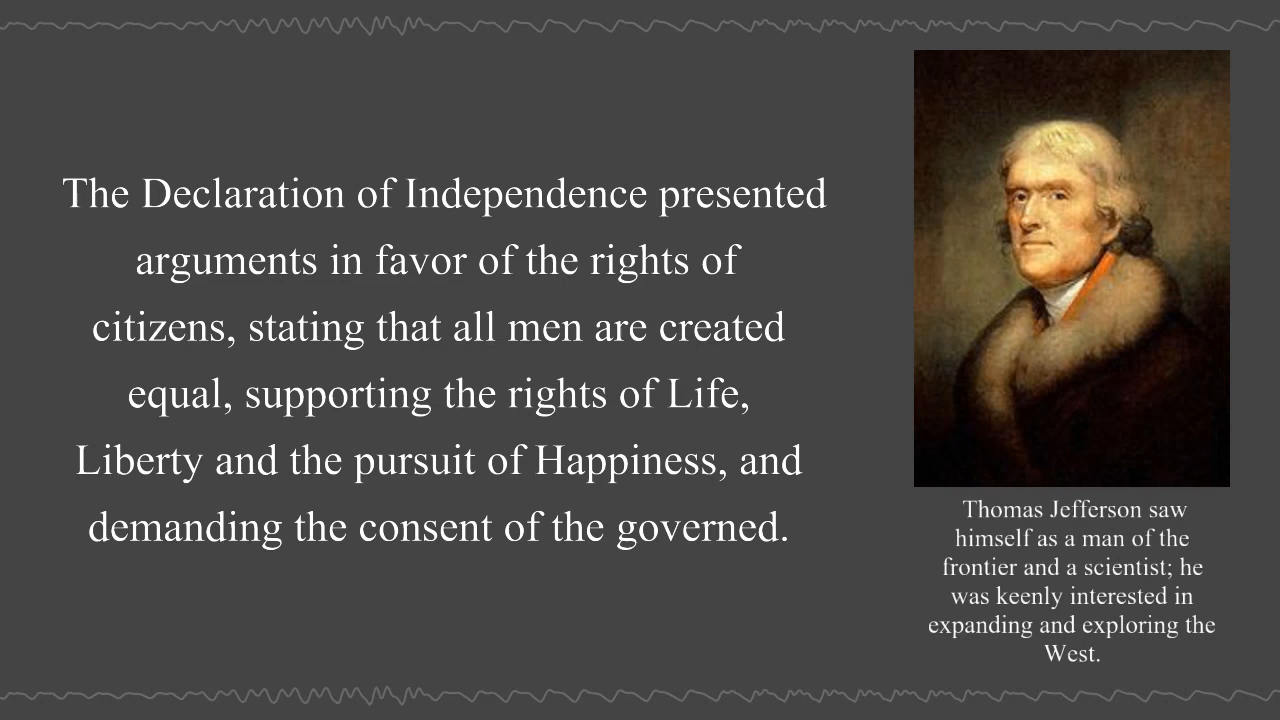 The Declaration of Independence presented
arguments in favor of the rights of
citizens, stating that all men are created
equal, supporting the rights of Life,
Liberty and the pursuit of Happiness, and
demanding the consent of the governed.
Thomas Jefferson saw
himself as a man of the
frontier and a scientist; he
was keenly interested in
expanding and exploring the
West.